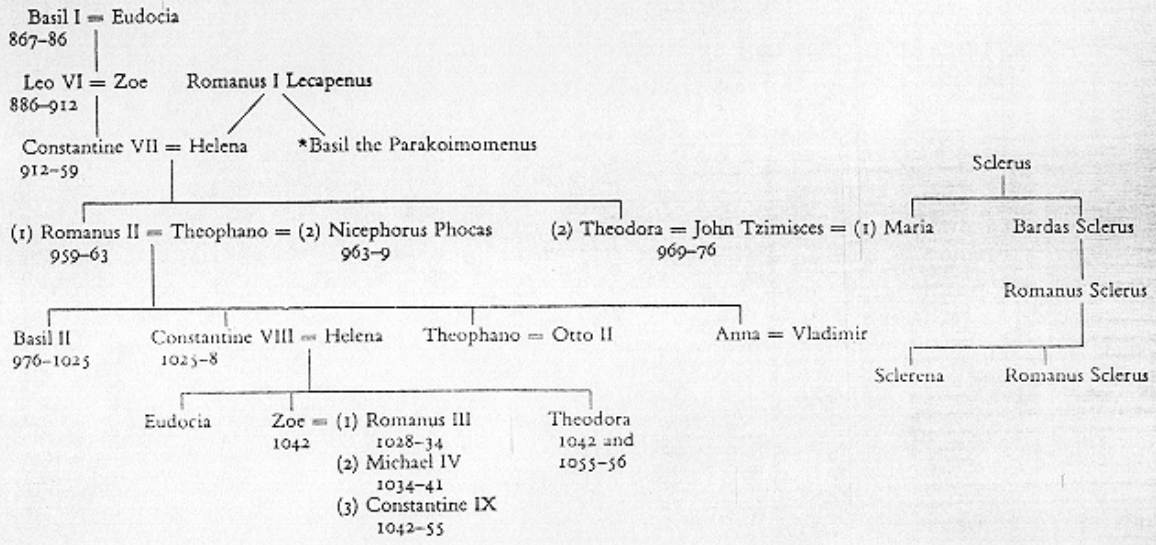 Basil I = Eudocia
867–86
Leo VI = Zoe Romanus I Lecapenus
886–912
Constantine VII = Helena *Basil the Parakoimomenus
912–59
Sclerus
(1) Romanus II = Theophano = (2) Nicephorus Phocas (2) Theodora = John Tzimisces = (1) Maria Bardas Sclerus
959–63 963–9 969–76
Romanus Sclerus
Basil II Constantine VIII = Helena Theophano = Otto II Anna = Vladimir
976–1025 1025–8
Sclerena Romanus Sclerus
Eudocia Zoe = (1) Romanus III Theodora
1042 1028–34 1042 and
(2) Michael IV 1055–56
1034–41
(3) Constantine IX
1042–55